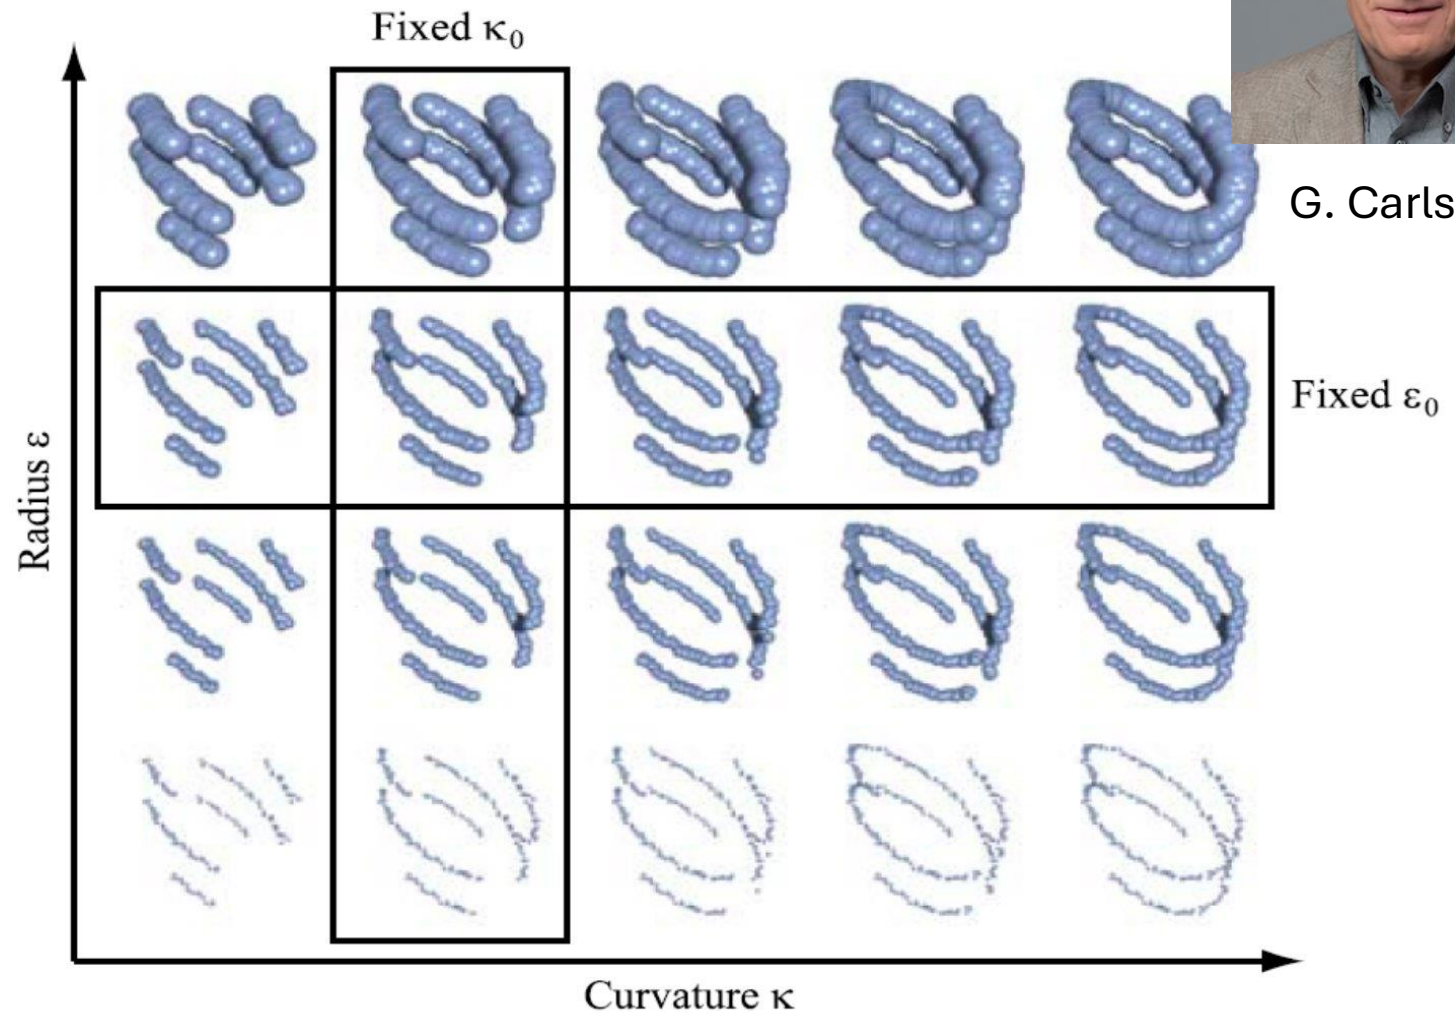 Fixed κ₀
G. Carls
Fixed ε₀
Radius ε
Curvature κ